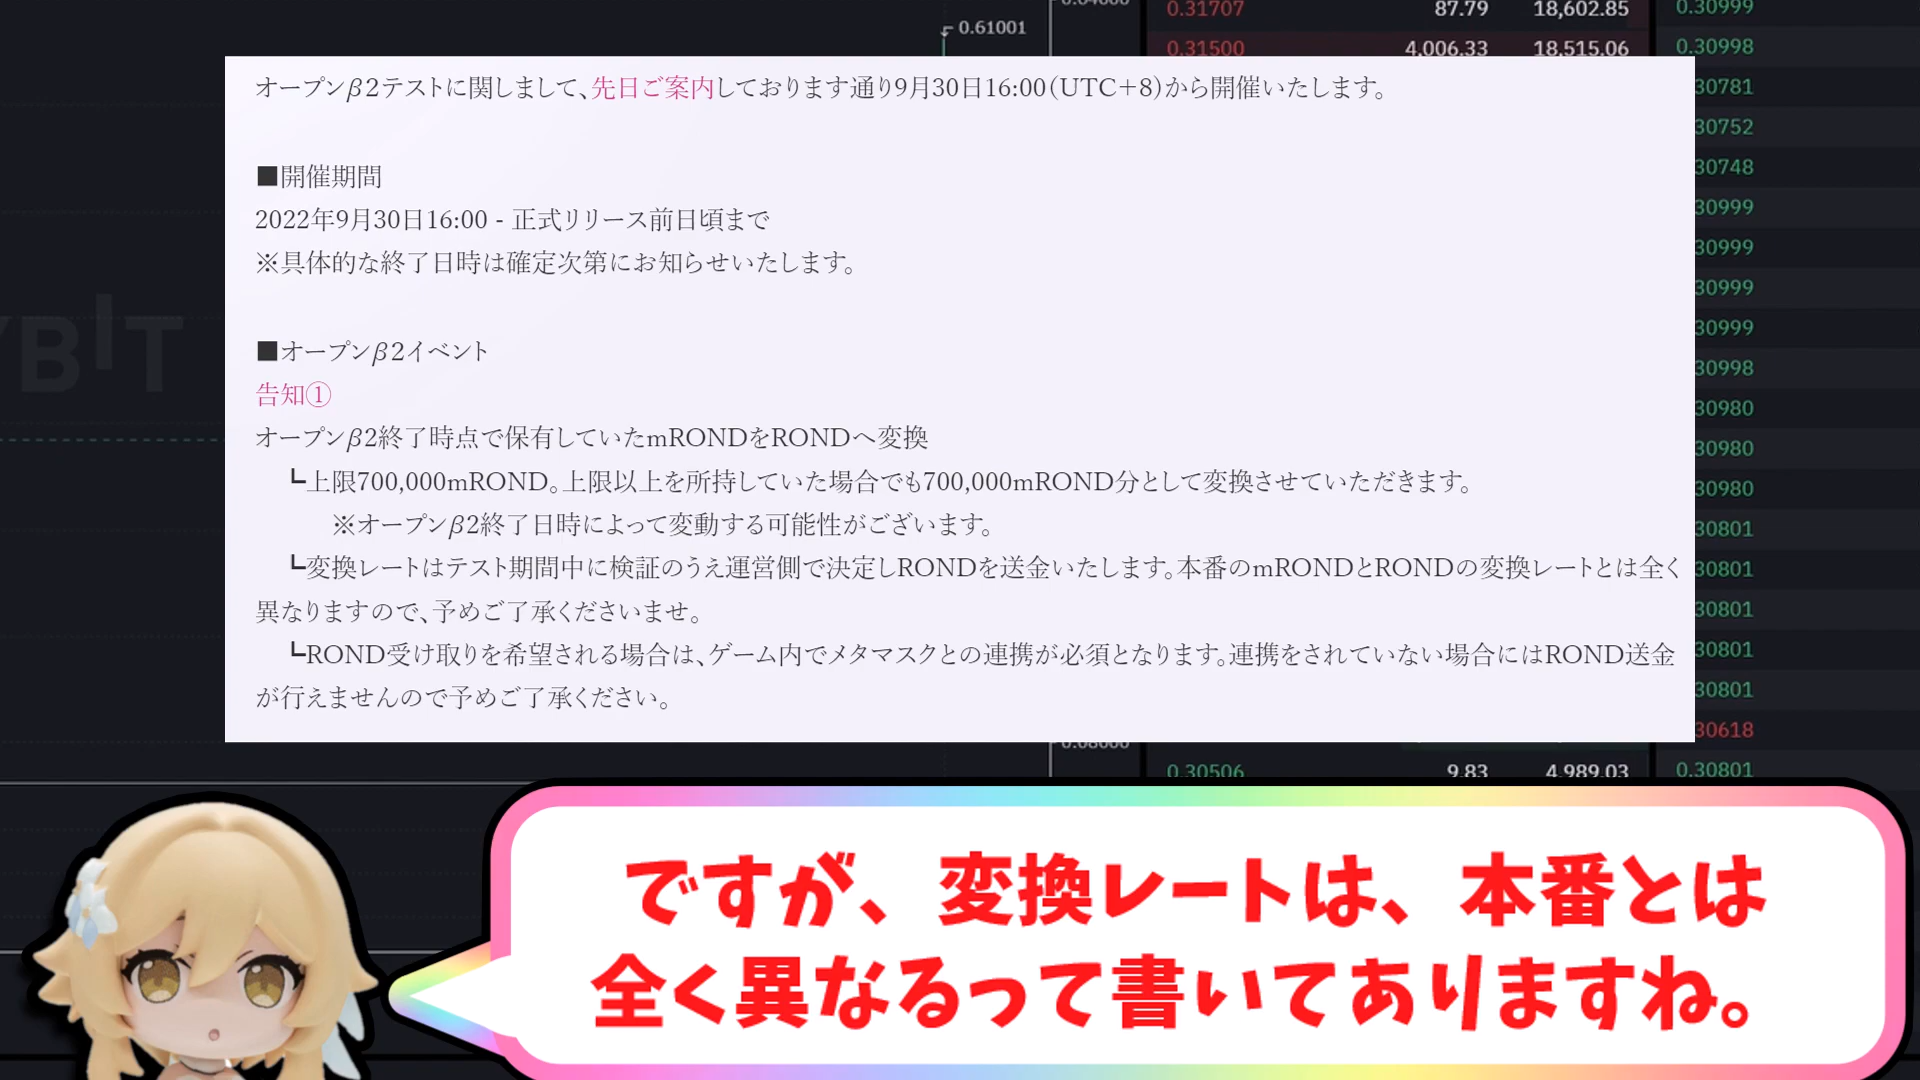 0.61001
0.31707 87.79 18,602.85 0.30999
0.31500 4,006.33 18,515.06 0.30998
オープンβ2テストに関しまして、先日ご案内しております通り9月30日16:00(UTC+8)から開催いたします。
■開催期間
2022年9月30日16:00 - 正式リリース前日頃まで
※具体的な終了日時は確定次第にお知らせいたします。
■オープンβ2イベント
告知①
オープンβ2終了時点で保有していたmRONDをRONDへ変換
┗上限700,000mROND。上限以上を所持していた場合でも700,000mROND分として変換させていただきます。
※オープンβ2終了日時によって変動する可能性がございます。
┗変換レートはテスト期間中に検証のうえ運営側で決定しRONDを送金いたします。本番のmRONDとRONDの変換レートとは全く
異なりますので、予めご了承くださいませ。
┗ROND受け取りを希望される場合は、ゲーム内でメタマスクとの連携が必須となります。連携をされていない場合にはROND送金
が行えませんので予めご了承ください。
30781
30752
30748
30999
30999
30999
30999
30998
30980
30980
30980
30801
30801
30801
30801
30801
30618
YBIT
0.30506 9.83 4,989.03 0.30801
ですが、変換レートは、本番とは
全く異なるって書いてありますね。